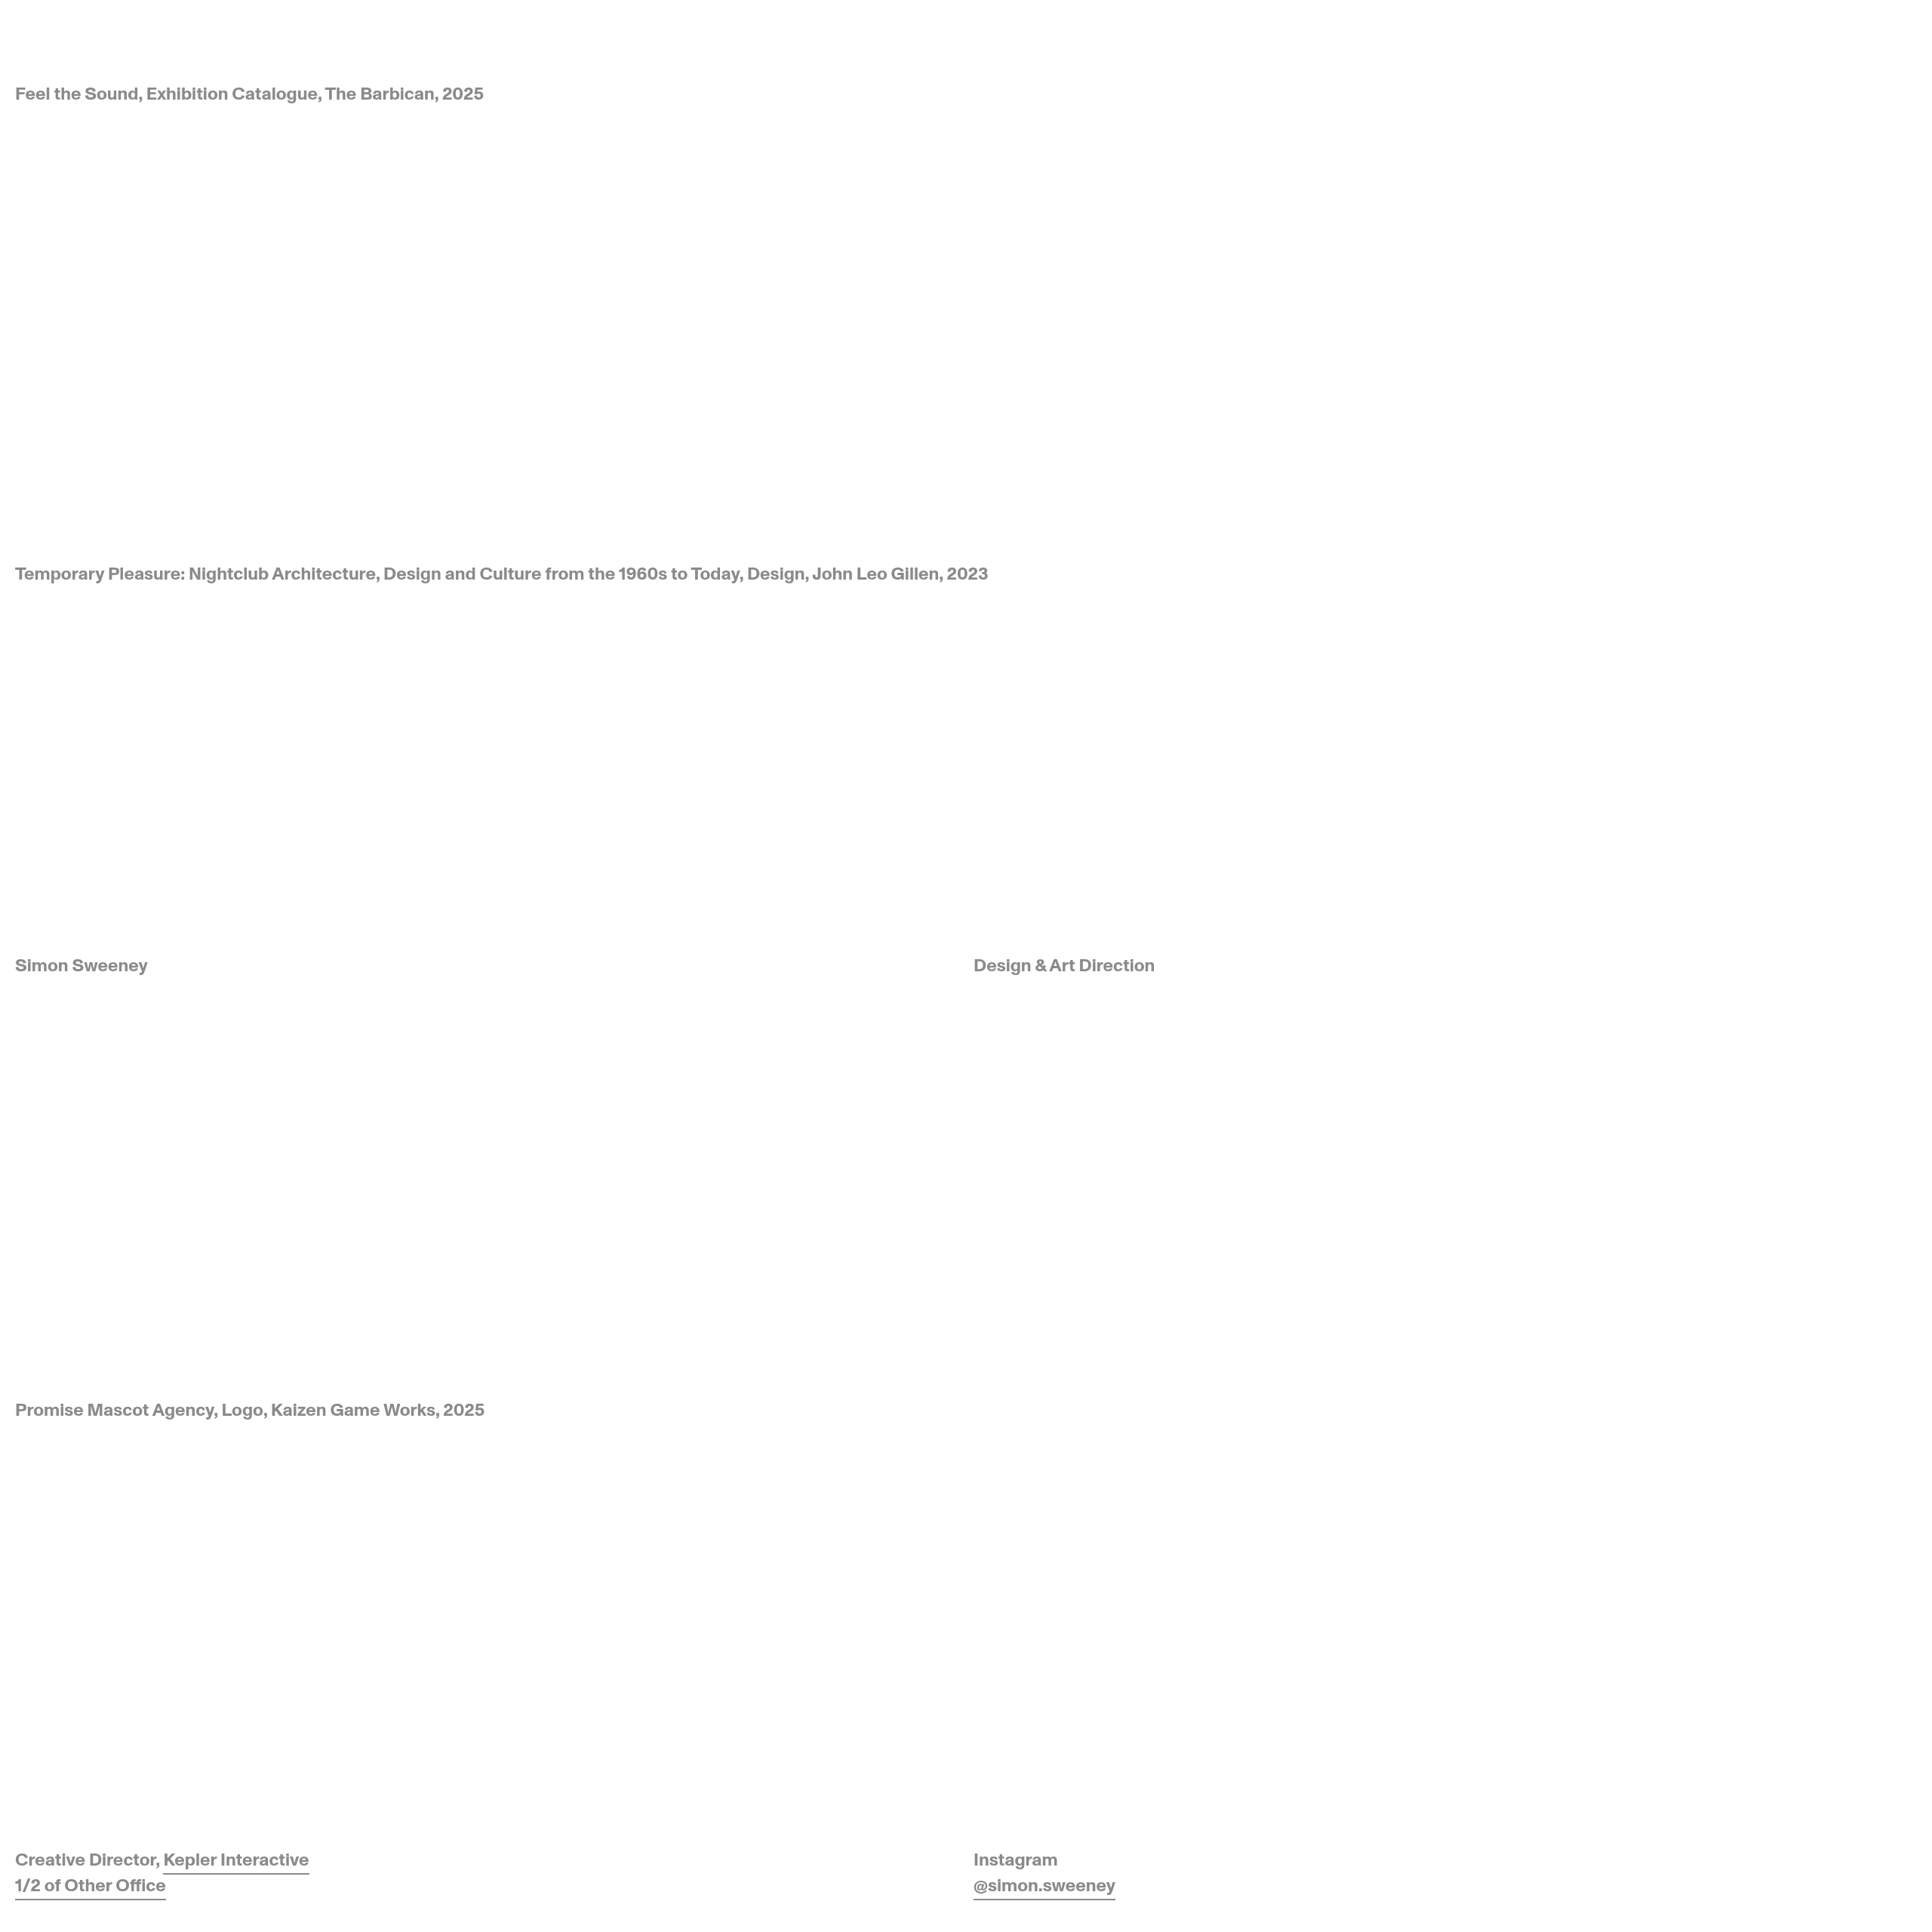 Feel the Sound, Exhibition Catalogue, The Barbican, 2025
Temporary Pleasure: Nightclub Architecture, Design and Culture from the 1960s to Today, Design, John Leo Gillen, 2023
Simon Sweeney
Design & Art Direction
Promise Mascot Agency, Logo, Kaizen Game Works, 2025
Creative Director, Kepler Interactive
1/2 of Other Office
Instagram
@simon.sweeney